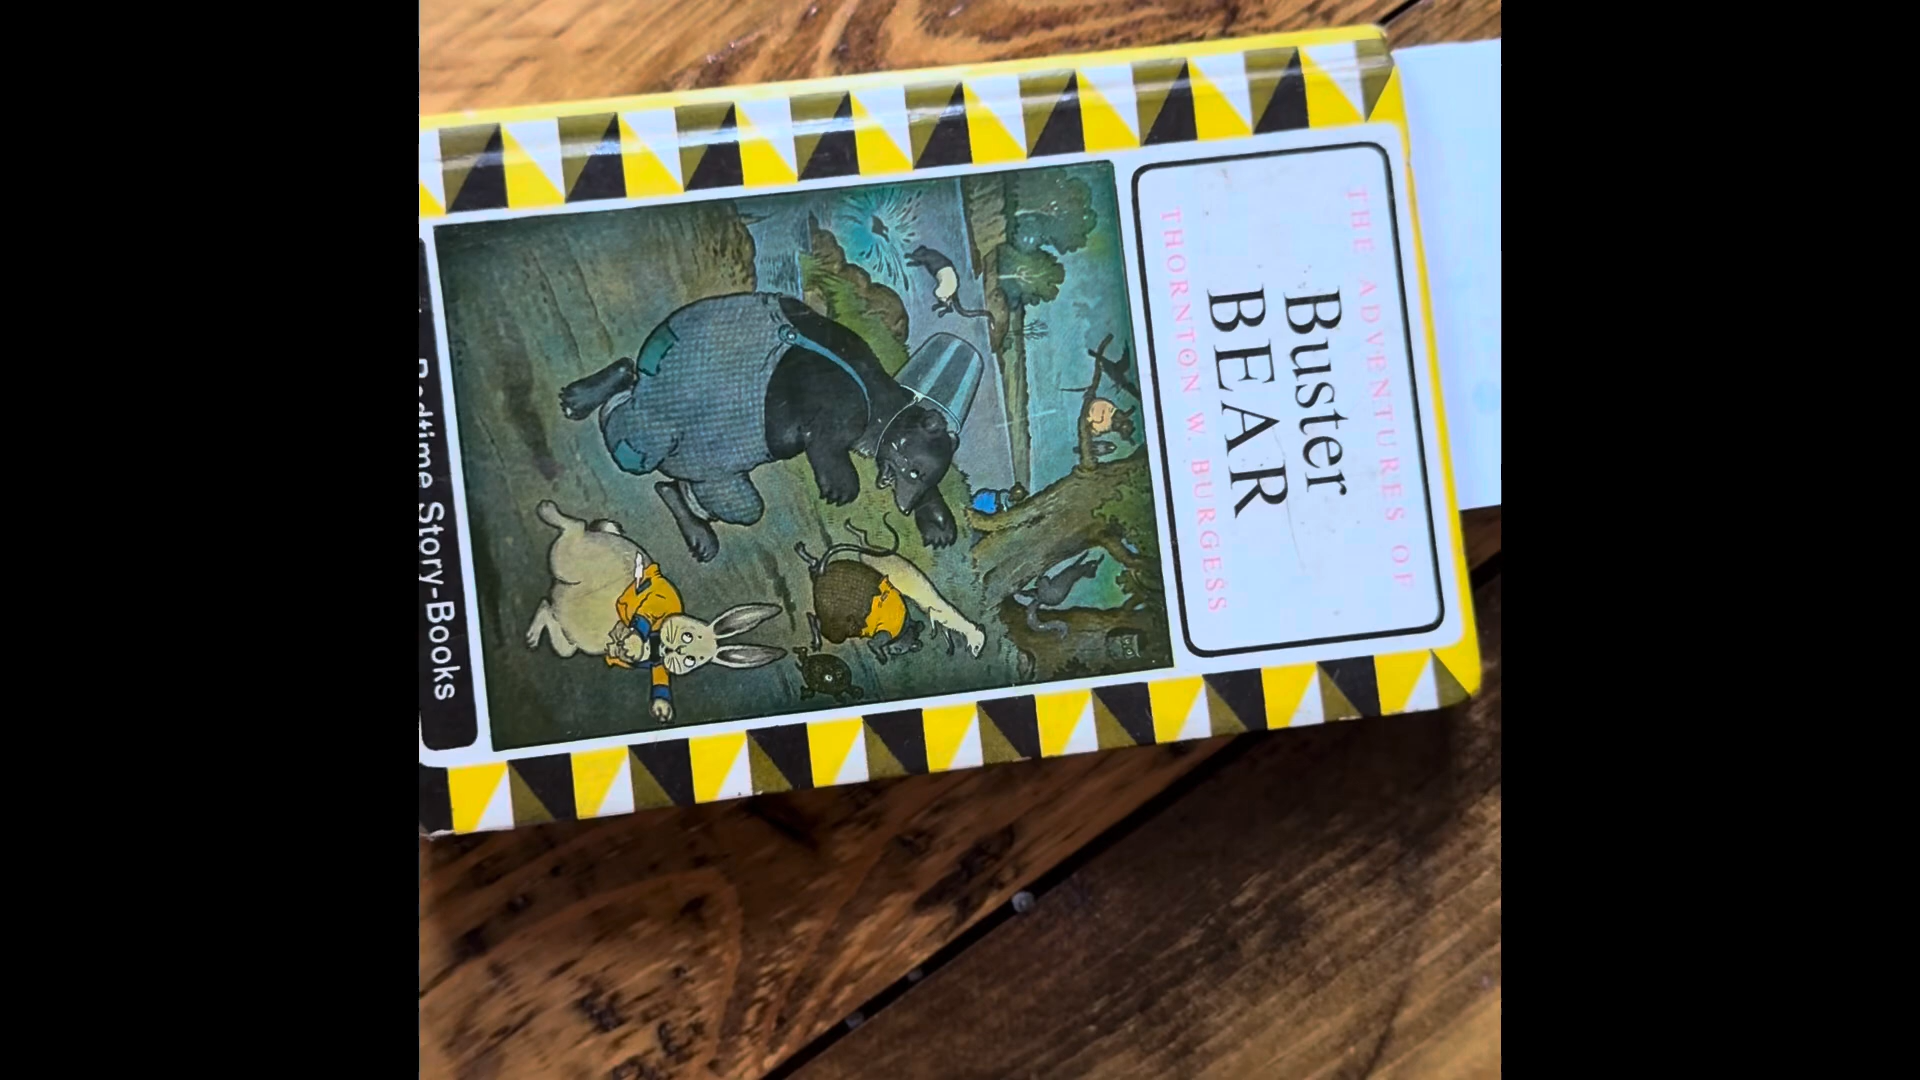 THE ADVENTURES OF
Buster
BEAR
THORNTON W. BURGESS
Bedtime Story-Books